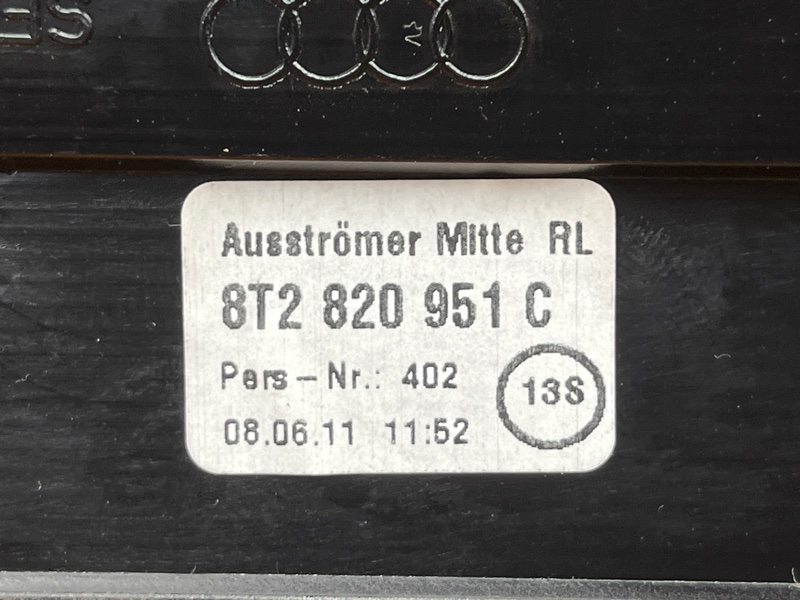 Ausströmer Mitte RL
8T2 820 951 C
Pers-Nr.: 402
13S
08.06.11 11:52